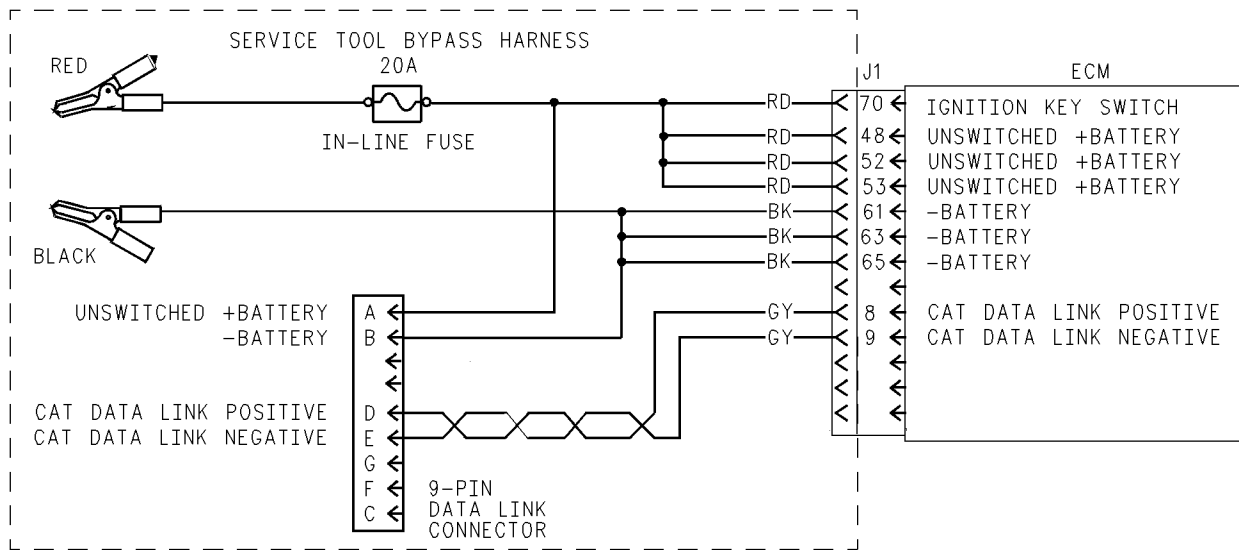 SERVICE TOOL BYPASS HARNESS
RED
20A
IN-LINE FUSE
BLACK
J1
ECM
RD 70 IGNITION KEY SWITCH
RD 48 UNSWITCHED +BATTERY
RD 52 UNSWITCHED +BATTERY
RD 53 UNSWITCHED +BATTERY
BK 61 -BATTERY
BK 63 -BATTERY
BK 65 -BATTERY
GY 8 CAT DATA LINK POSITIVE
GY 9 CAT DATA LINK NEGATIVE
UNSWITCHED +BATTERY A
-BATTERY B
CAT DATA LINK POSITIVE D
CAT DATA LINK NEGATIVE E
G
F
C
9-PIN
DATA LINK
CONNECTOR